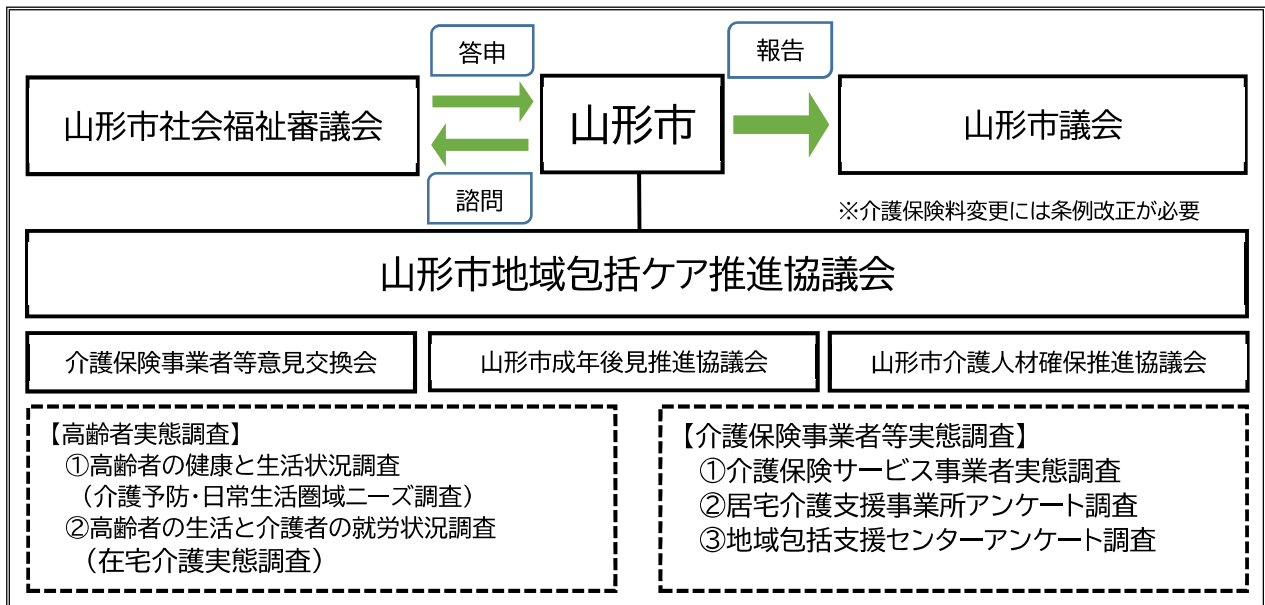 答申
報告
山形市社会福祉審議会
山形市
山形市議会
諮問
※介護保険料変更には条例改正が必要
山形市地域包括ケア推進協議会
介護保険事業者等意見交換会
山形市成年後見推進協議会
山形市介護人材確保推進協議会
【高齢者実態調査】
①高齢者の健康と生活状況調査
（介護予防・日常生活圏域ニーズ調査）
②高齢者の生活と介護者の就労状況調査
（在宅介護実態調査）
【介護保険事業者等実態調査】
①介護保険サービス事業者実態調査
②居宅介護支援事業所アンケート調査
③地域包括支援センターアンケート調査